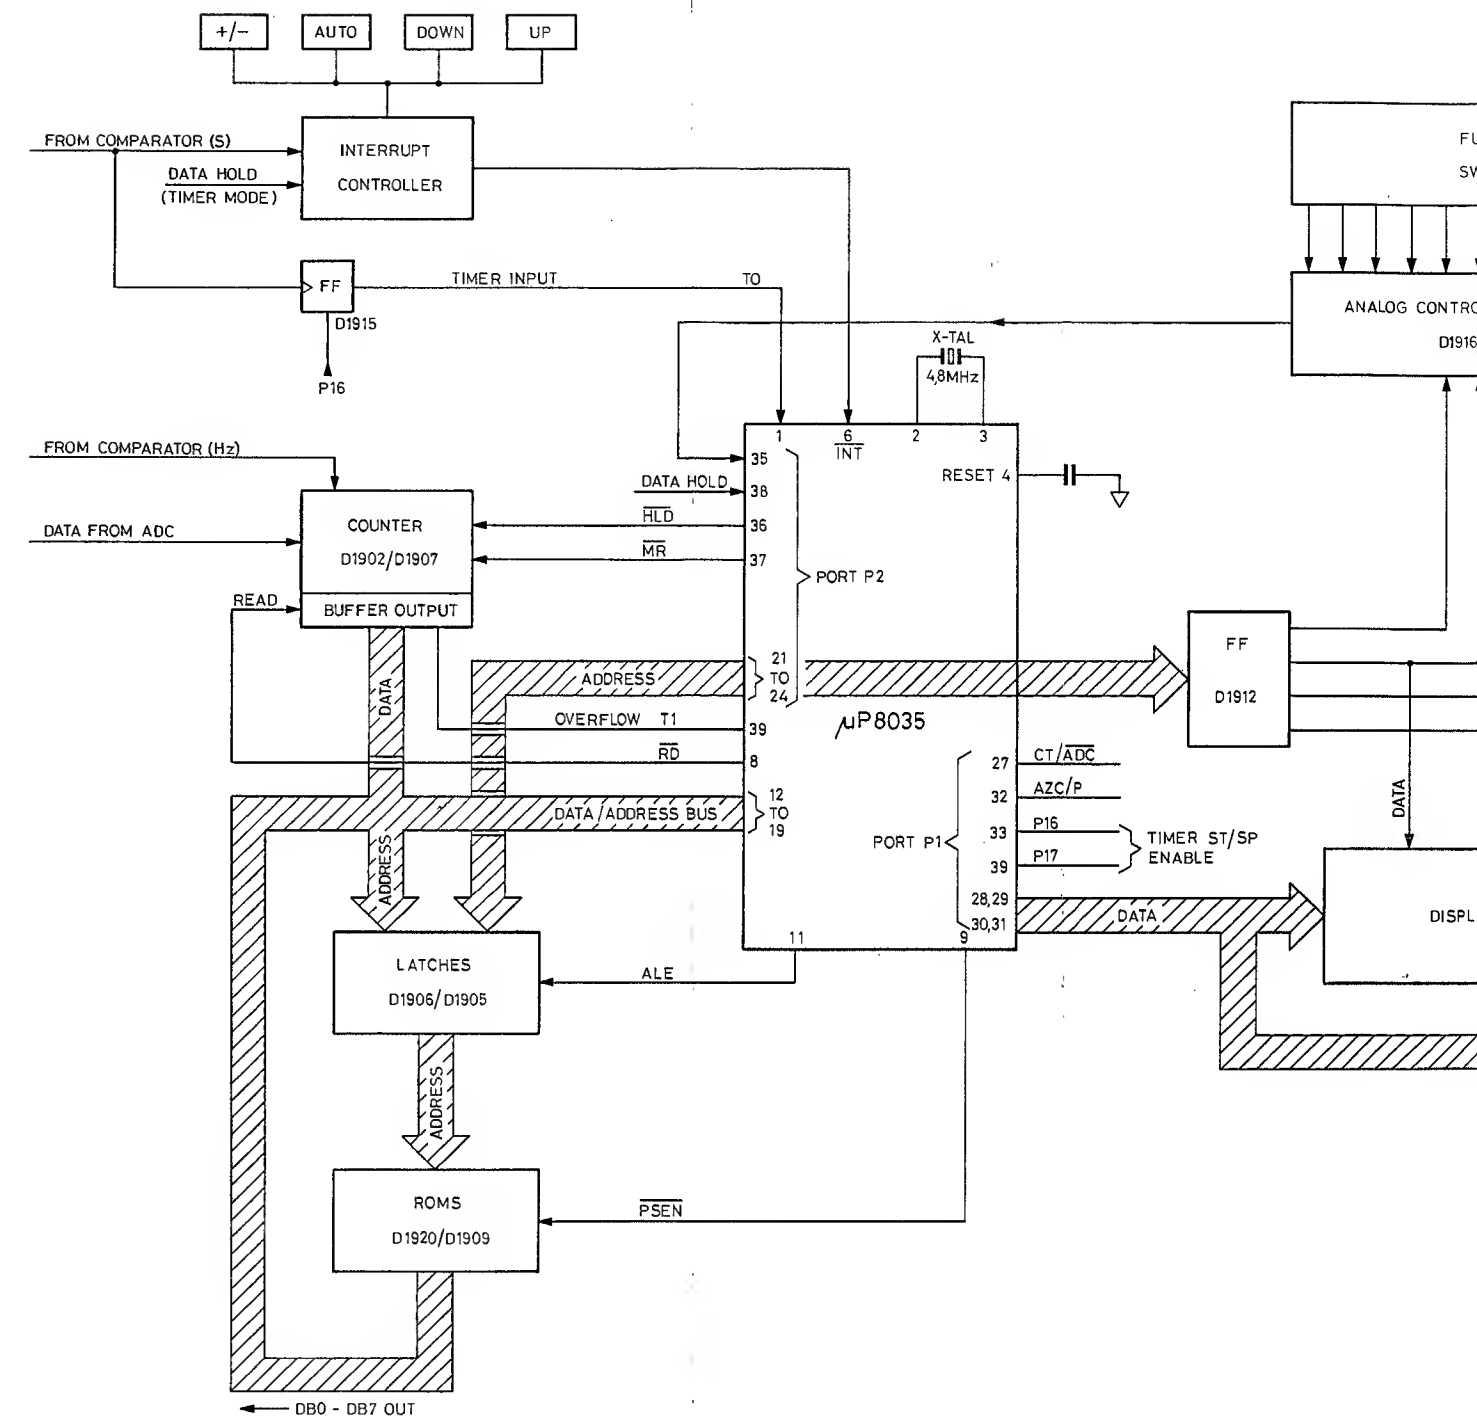 +/-
AUTO
DOWN
UP
FROM COMPARATOR (S)
DATA HOLD
(TIMER MODE)
INTERRUPT
CONTROLLER
FF
D1915
P16
TIMER INPUT
TO
X-TAL
4,8MHz
FU
SW
ANALOG CONTRO
D1916
FROM COMPARATOR (Hz)
DATA FROM ADC
COUNTER
D1902/D1907
READ
BUFFER OUTPUT
1
6
INT
2
3
35
DATA HOLD
38
HLD
36
MR
37
PORT P2
RESET 4
ADDRESS
21
TO
24
DATA
OVERFLOW T1
39
RD
8
μP8035
FF
D1912
12
DATA/ADDRESS BUS
TO
19
ADDRESS
PORT P1
27
CT/ADC
32
AZC/P
33
P16
39
P17
TIMER ST/SP
ENABLE
28,29
30,31
DATA
DATA
DISPL
11
9
LATCHES
D1906/D1905
ALE
ADDRESS
ROMS
D1920/D1909
PSEN
DB0 - DB7 OUT